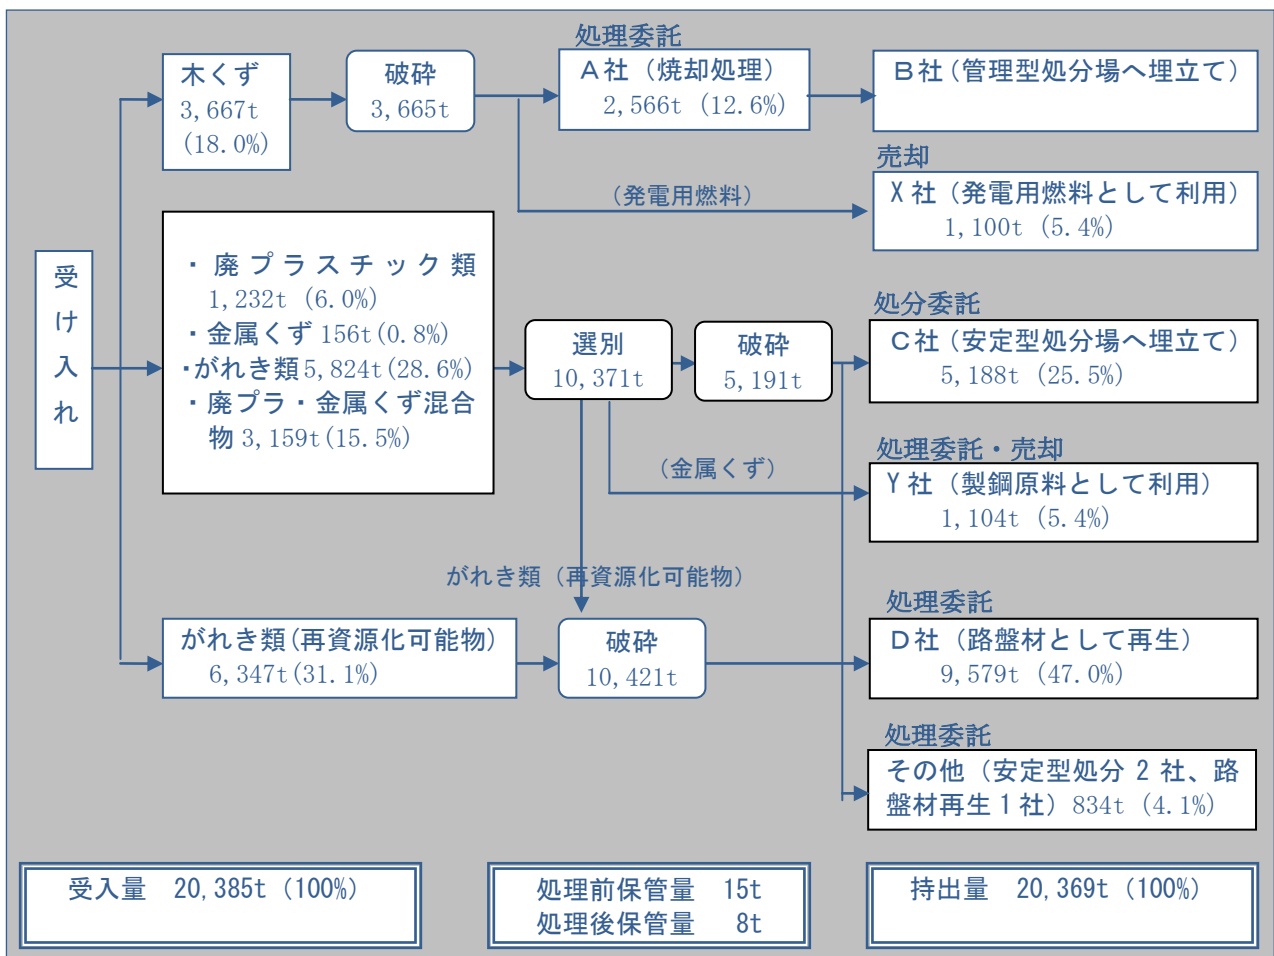 処理委託
木くず
3,667t
(18.0%)
破砕
3,665t
A社（焼却処理）
2,566t (12.6%)
B社(管理型処分場へ埋立て)
売却
(発電用燃料)
X社（発電用燃料として利用）
1,100t (5.4%)
受け入れ
・廃プラスチック類
1,232t (6.0%)
・金属くず 156t(0.8%)
・がれき類 5,824t(28.6%)
・廃プラ・金属くず混合
物 3,159t(15.5%)
選別
10,371t
破砕
5,191t
処分委託
C社(安定型処分場へ埋立て)
5,188t (25.5%)
処理委託・売却
(金属くず)
Y社（製鋼原料として利用）
1,104t (5.4%)
がれき類（再資源化可能物）
処理委託
がれき類(再資源化可能物)
6,347t(31.1%)
破砕
10,421t
D社（路盤材として再生）
9,579t (47.0%)
処理委託
その他（安定型処分 2 社、路
盤材再生1社）834t (4.1%)
受入量 20,385t (100%)
処理前保管量 15t
処理後保管量 8t
持出量 20,369t (100%)